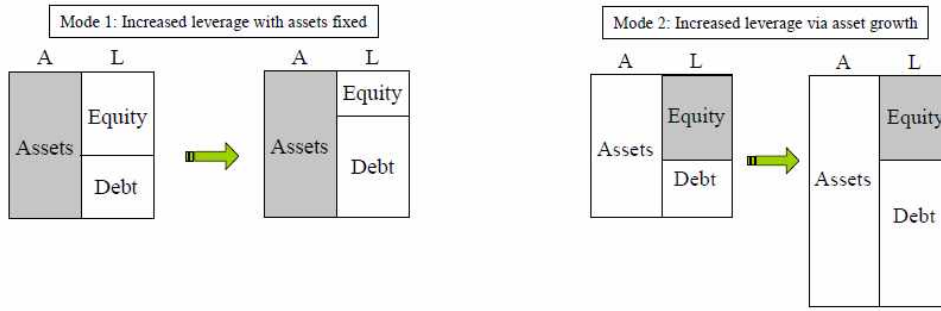 Mode 1: Increased leverage with assets fixed
A L
Assets
Equity
Debt
A L
Assets
Equity
Debt
Mode 2: Increased leverage via asset growth
A L
Assets
Equity
Debt
A L
Assets
Equity
Debt